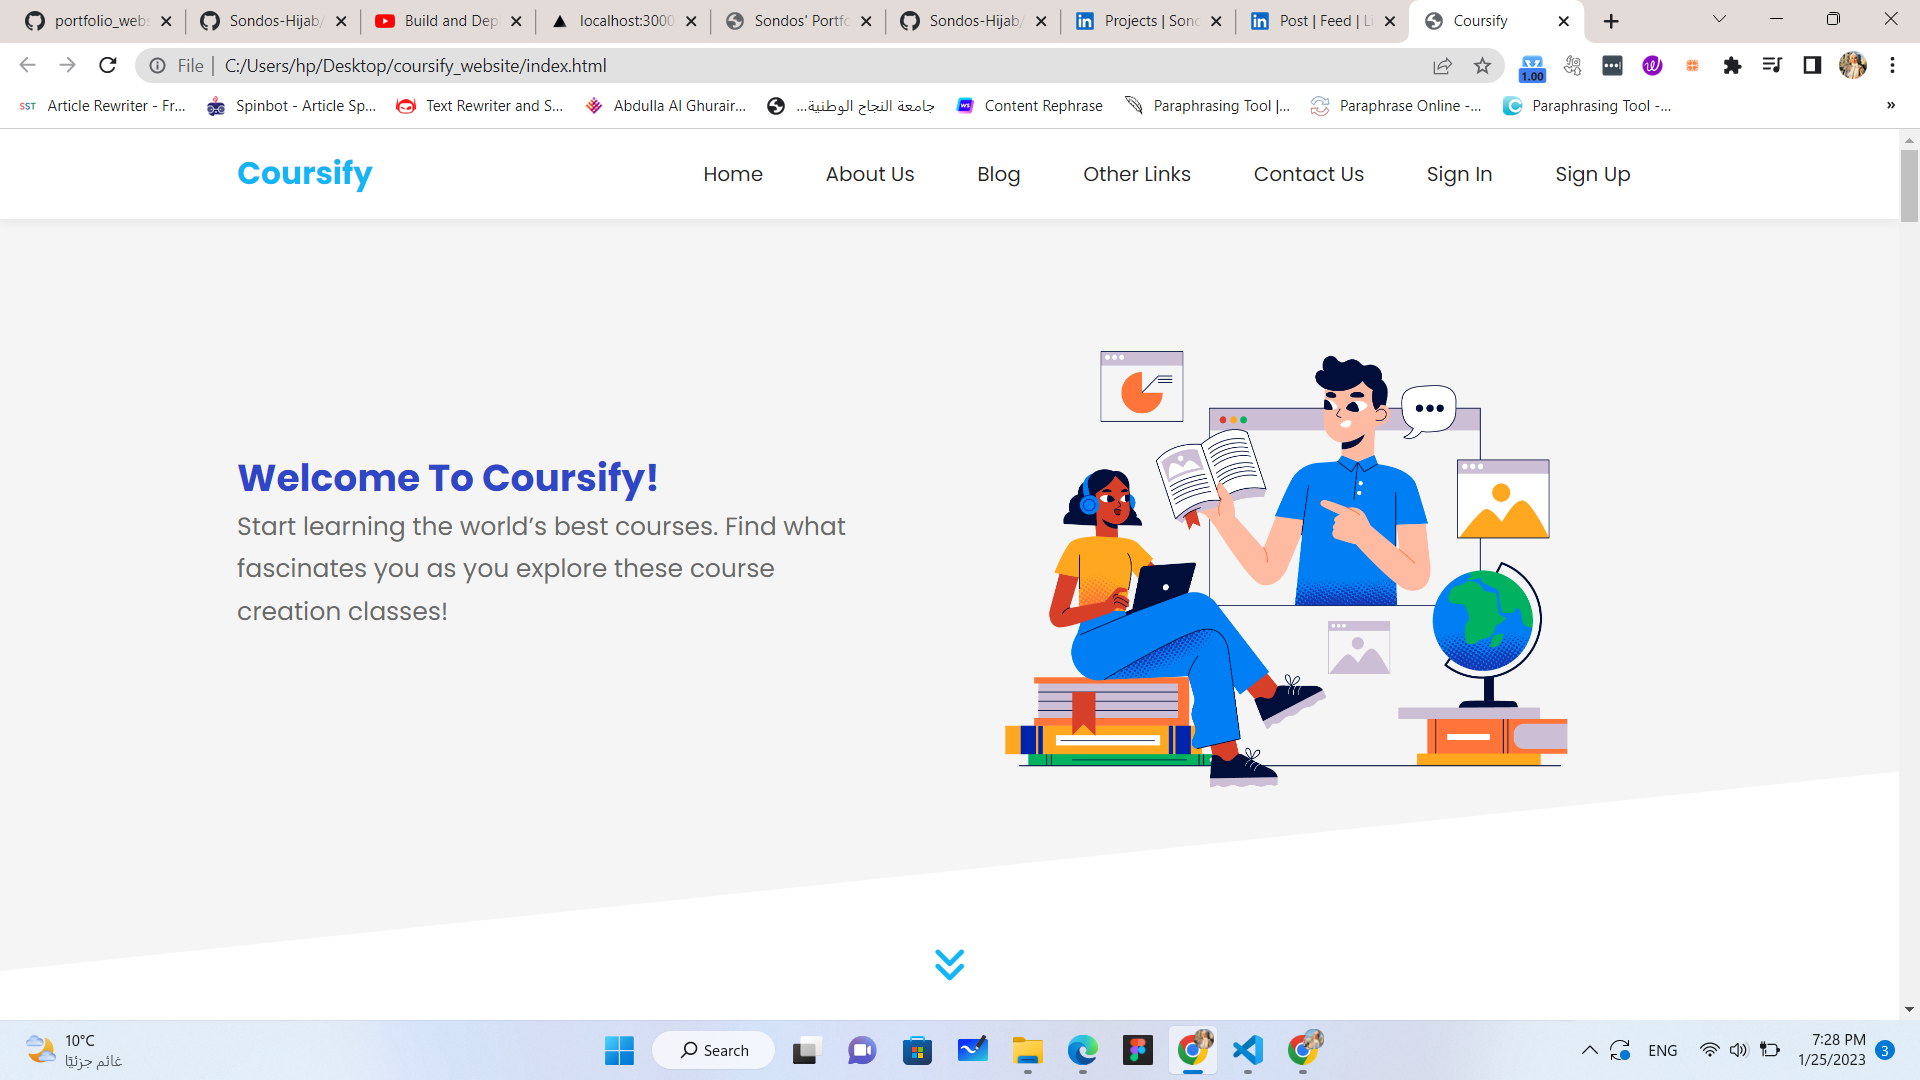 portfolio_webs
Sondos-Hijab/
Build and Dep
localhost:3000
Sondos' Portfo
Sondos-Hijab/
Projects | Sond
Post | Feed | Li
Coursify
File | C:/Users/hp/Desktop/coursify_website/index.html
1.00
SST Article Rewriter - Fr...
Spinbot - Article Sp...
Text Rewriter and S...
Abdulla Al Ghurair...
جامعة النجاح الوطنية...
Content Rephrase
Paraphrasing Tool |...
Paraphrase Online -...
Paraphrasing Tool -...
»
Coursify
Home
About Us
Blog
Other Links
Contact Us
Sign In
Sign Up
Welcome To Coursify!
Start learning the world’s best courses. Find what
fascinates you as you explore these course
creation classes!
10°C
غائم جزئيًا
Search
ENG
7:28 PM
1/25/2023
3